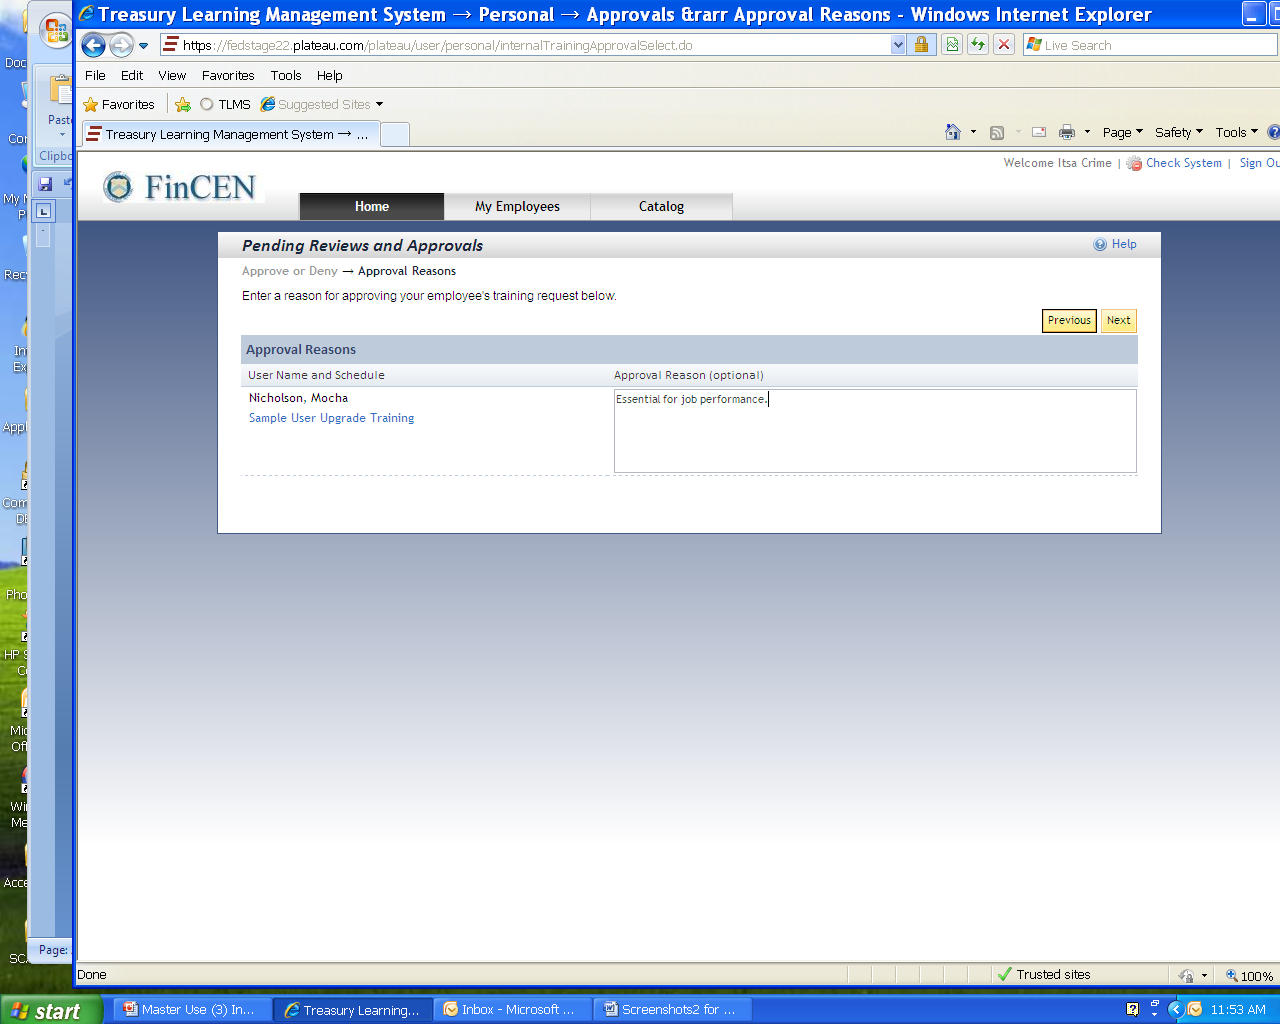 Treasury Learning Management System → Personal → Approvals &rarr Approval Reasons - Windows Internet Explorer
https://fedstage22.plateau.com/plateau/user/personal/internalTrainingApprovalSelect.do
Live Search
File Edit View Favorites Tools Help
Favorites TLMS Suggested Sites
Treasury Learning Management System → ...
Page Safety Tools
Welcome Itsa Crime | Check System | Sign Ou
FinCEN
Home My Employees Catalog
Pending Reviews and Approvals
Help
Approve or Deny → Approval Reasons
Enter a reason for approving your employee's training request below.
Previous Next
Approval Reasons
User Name and Schedule Approval Reason (optional)
Nicholson, Mocha
Essential for job performance.
Sample User Upgrade Training
Past
Clipbc
Page:
Done
Trusted sites
100%
start
Master Use (3) In...
Treasury Learning...
Inbox - Microsoft ...
Screenshots2 for ...
11:53 AM